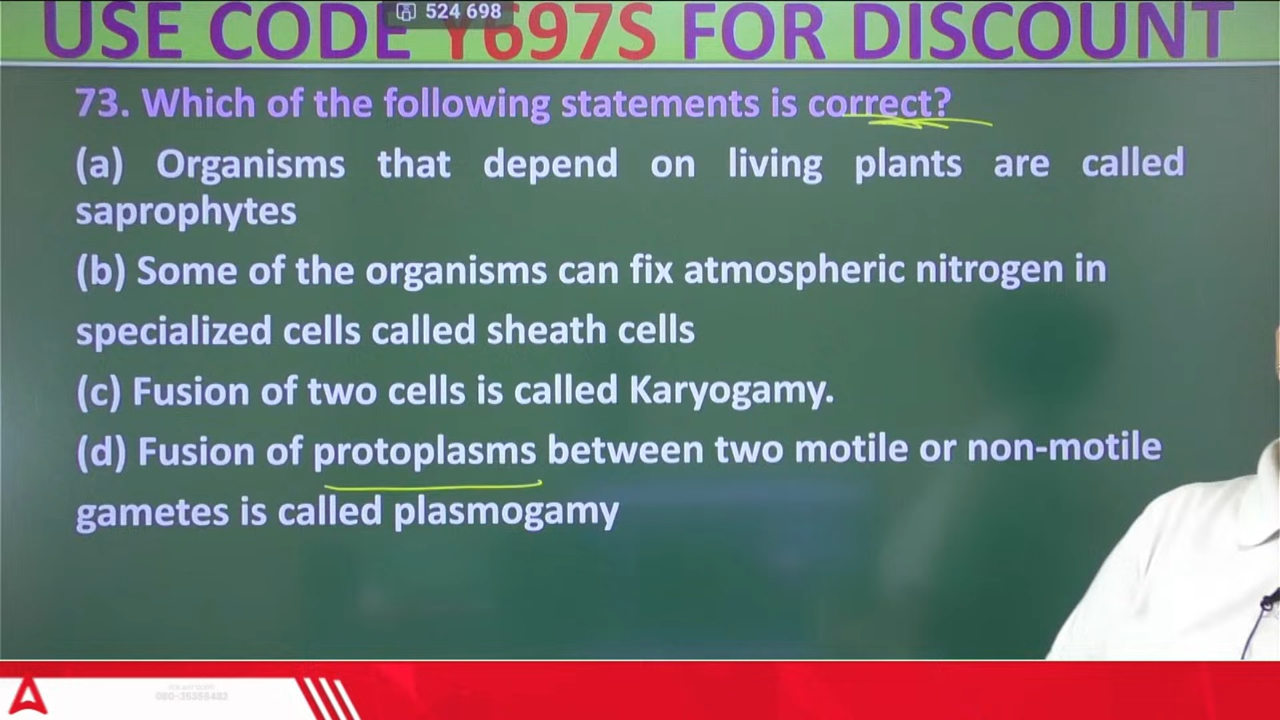 USE CODE Y697S FOR DISCOUNT
524 698
73. Which of the following statements is correct?
(a) Organisms that depend on living plants are called
saprophytes
(b) Some of the organisms can fix atmospheric nitrogen in
specialized cells called sheath cells
(c) Fusion of two cells is called Karyogamy.
(d) Fusion of protoplasms between two motile or non-motile
gametes is called plasmogamy